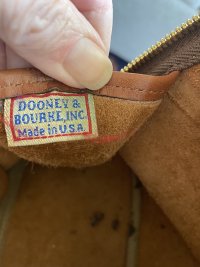 DOONEY &
BOURKE, INC.
Made in U.S.A.